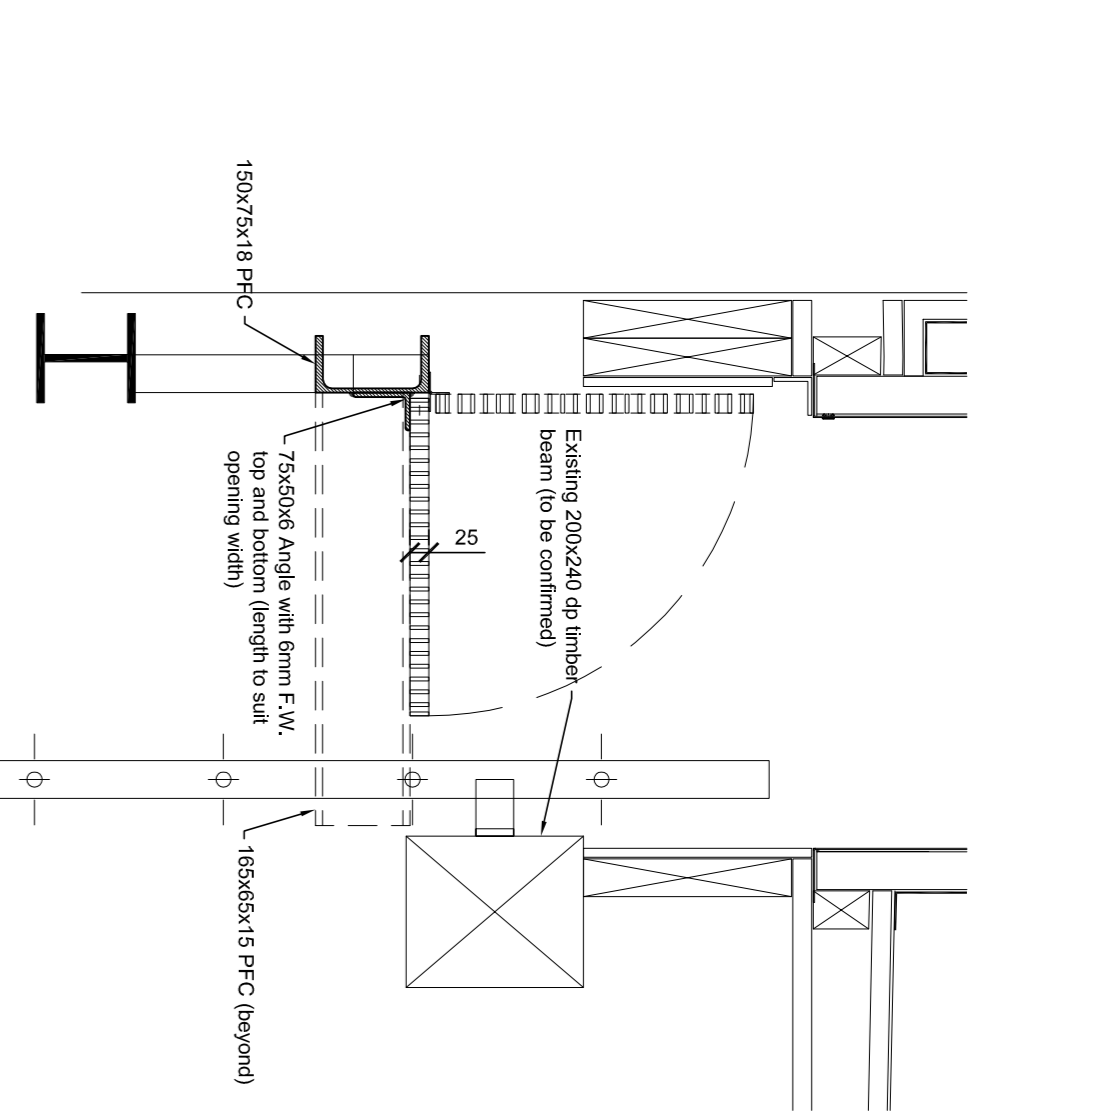 150x75x18 PFC
75x50x6 Angle with 6mm F.W.
top and bottom (length to suit
opening width)
25
Existing 200x240 dp timber
beam (to be confirmed)
165x65x15 PFC (beyond)